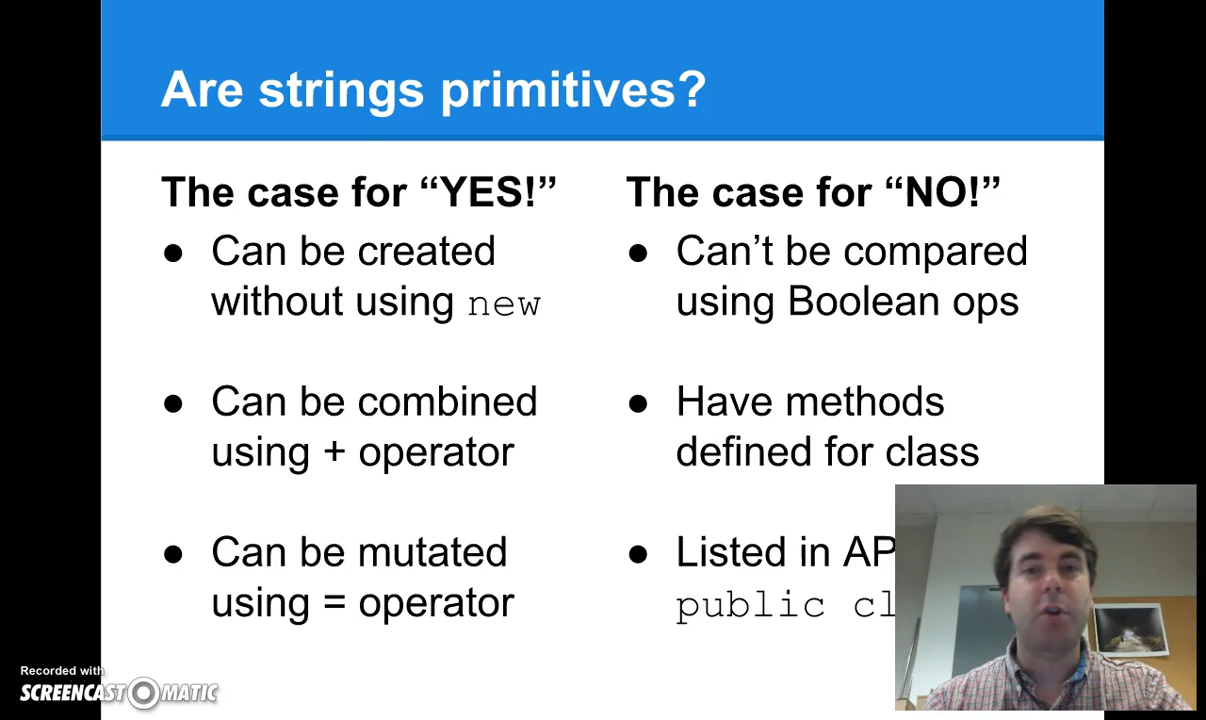 Are strings primitives?
The case for “YES!”
● Can be created
without using new
● Can be combined
using + operator
● Can be mutated
using = operator
The case for “NO!”
● Can’t be compared
using Boolean ops
● Have methods
defined for class
● Listed in AP
public cl
Recorded with
SCREENCAST MATIC